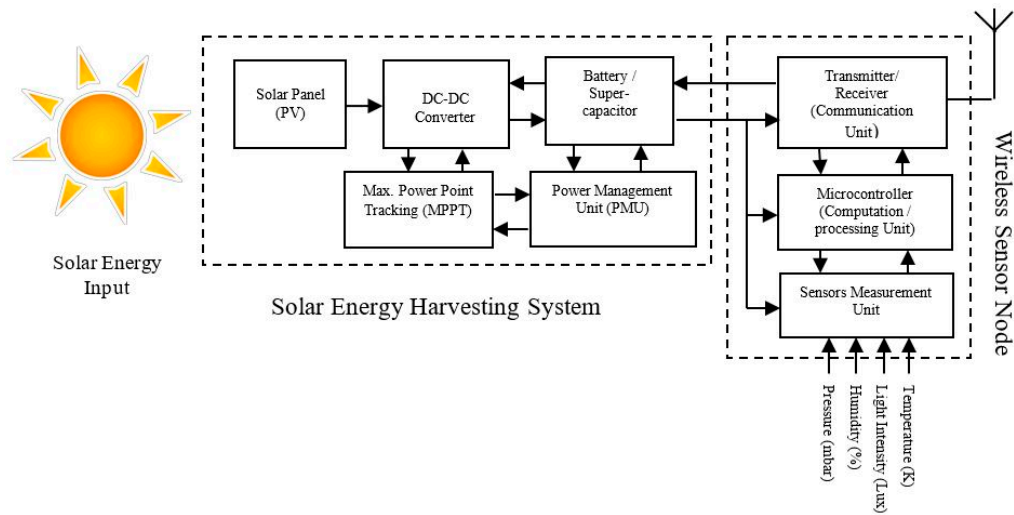 Solar Energy
Input
Solar Panel
(PV)
DC-DC
Converter
Battery /
Super-
capacitor
Max. Power Point
Tracking (MPPT)
Power Management
Unit (PMU)
Solar Energy Harvesting System
Transmitter/
Receiver
(Communication
Unit)
Microcontroller
(Computation /
processing Unit)
Sensors Measurement
Unit
Wireless Sensor Node
Pressure (mbar)
Humidity (%)
Light Intensity (Lux)
Temperature (K)